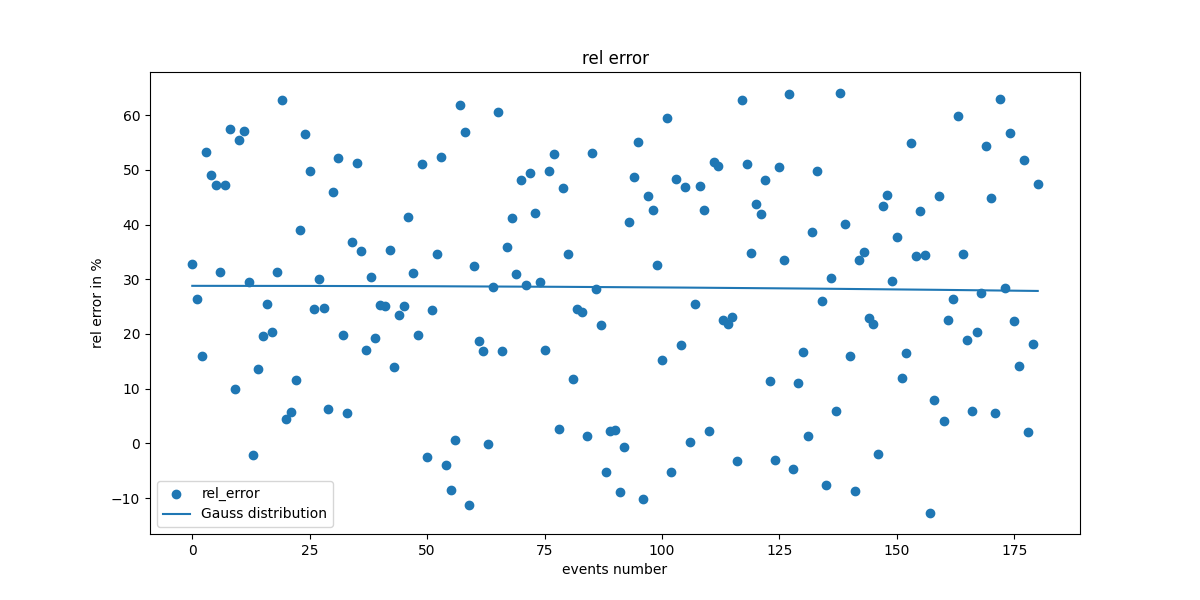 rel error
rel error in %
60
50
40
30
20
10
0
−10
rel_error
Gauss distribution
0 25 50 75 100 125 150 175
events number